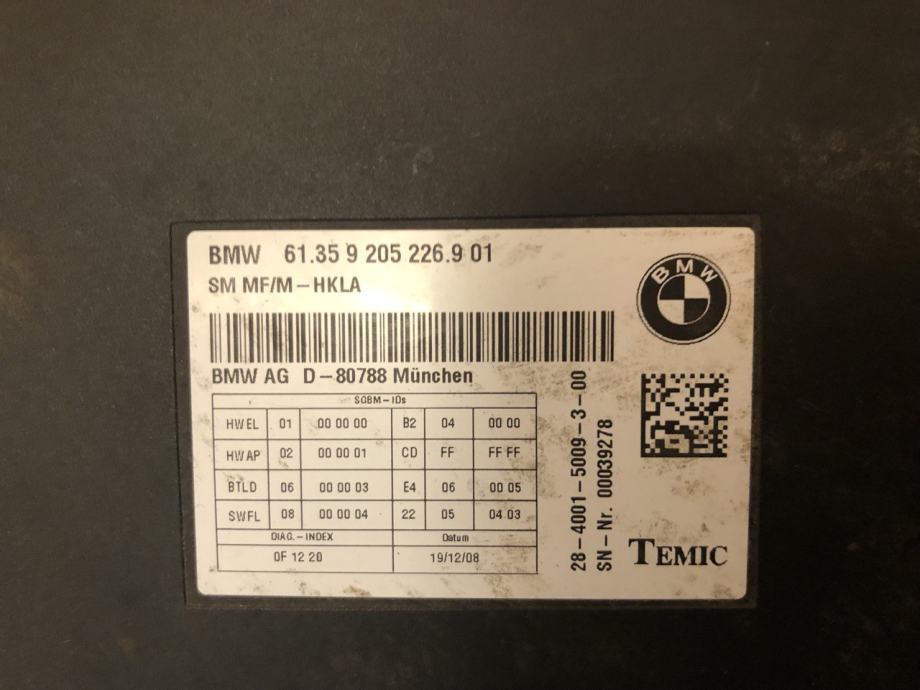 BMW 61.35 9 205 226.9 01
SM MF/M-HKLA
BMW
BMW AG D-80788 München
SGBM-IDs
HWEL 01 00 00 00 B2 04 00 00
HWAP 02 00 00 01 CD FF FF FF
BTLD 06 00 00 03 E4 06 00 05
SWFL 08 00 00 04 22 05 04 03
DIAG.-INDEX Datum
0F 12 20 19/12/08
28-4001-5009-3-00
SN-Nr. 00039278
TEMIC